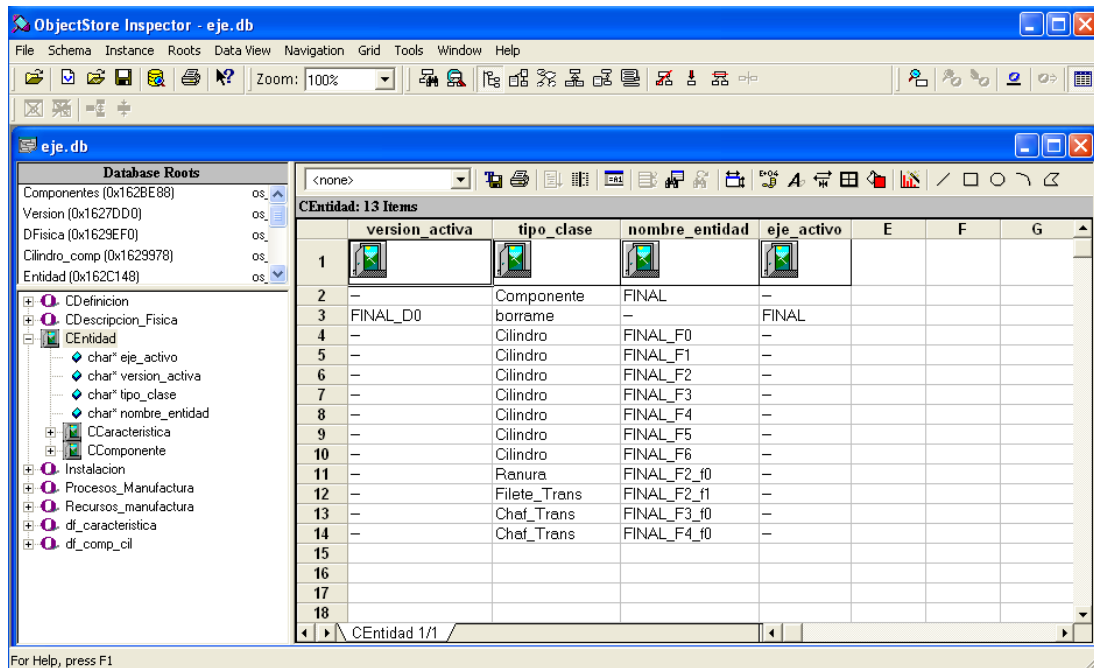 ObjectStore Inspector - eje.db
File Schema Instance Roots Data View Navigation Grid Tools Window Help
Zoom: 100%
eje.db
Database Roots
Componentes (0x162BE88) os_
Version (0x1627DD0) os_
DFisica (0x1629EF0) os_
Cilindro_comp (0x1629978) os_
Entidad (0x162C148) os_
CDefinicion
CDescripcion_Fisica
CEntidad
char* eje_activo
char* version_activa
char* tipo_clase
char* nombre_entidad
CCaracteristica
CComponente
Instalacion
Procesos_Manufactura
Recursos_manufactura
df_caracteristica
df_comp_cil
<none>
CEntidad: 13 Items
version_activa tipo_clase nombre_entidad eje_activo E F G
1
2 – Componente FINAL –
3 FINAL_D0 borrame – FINAL
4 – Cilindro FINAL_F0 –
5 – Cilindro FINAL_F1 –
6 – Cilindro FINAL_F2 –
7 – Cilindro FINAL_F3 –
8 – Cilindro FINAL_F4 –
9 – Cilindro FINAL_F5 –
10 – Cilindro FINAL_F6 –
11 – Ranura FINAL_F2_f0 –
12 – Filete_Trans FINAL_F2_f1 –
13 – Chaf_Trans FINAL_F3_f0 –
14 – Chaf_Trans FINAL_F4_f0 –
15
16
17
18
CEntidad 1/1
For Help, press F1